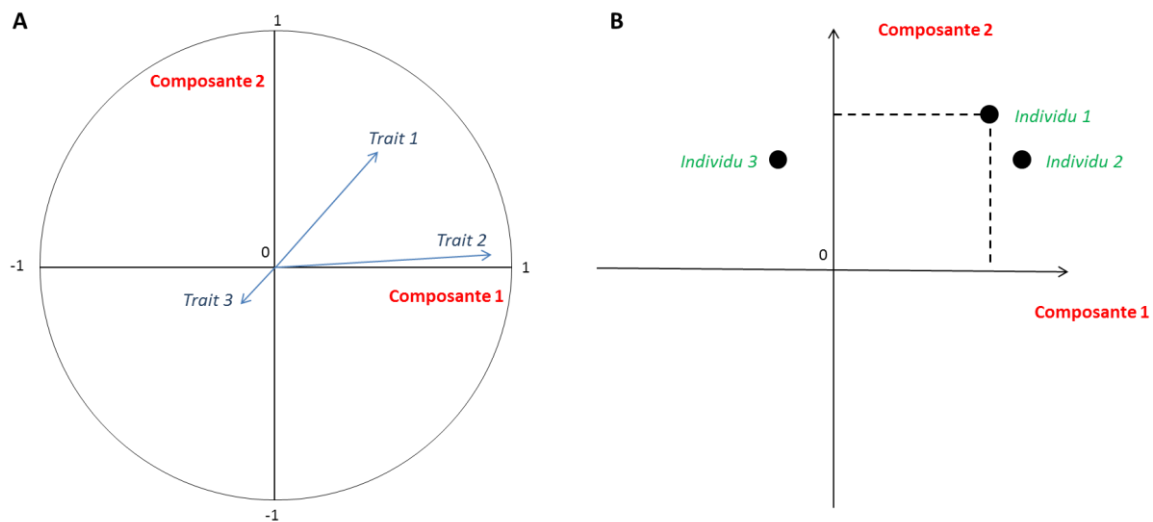 A
1
Composante 2
Trait 1
Trait 2
0
-1
1
Trait 3
Composante 1
-1
B
Composante 2
Individu 1
Individu 3
Individu 2
0
Composante 1